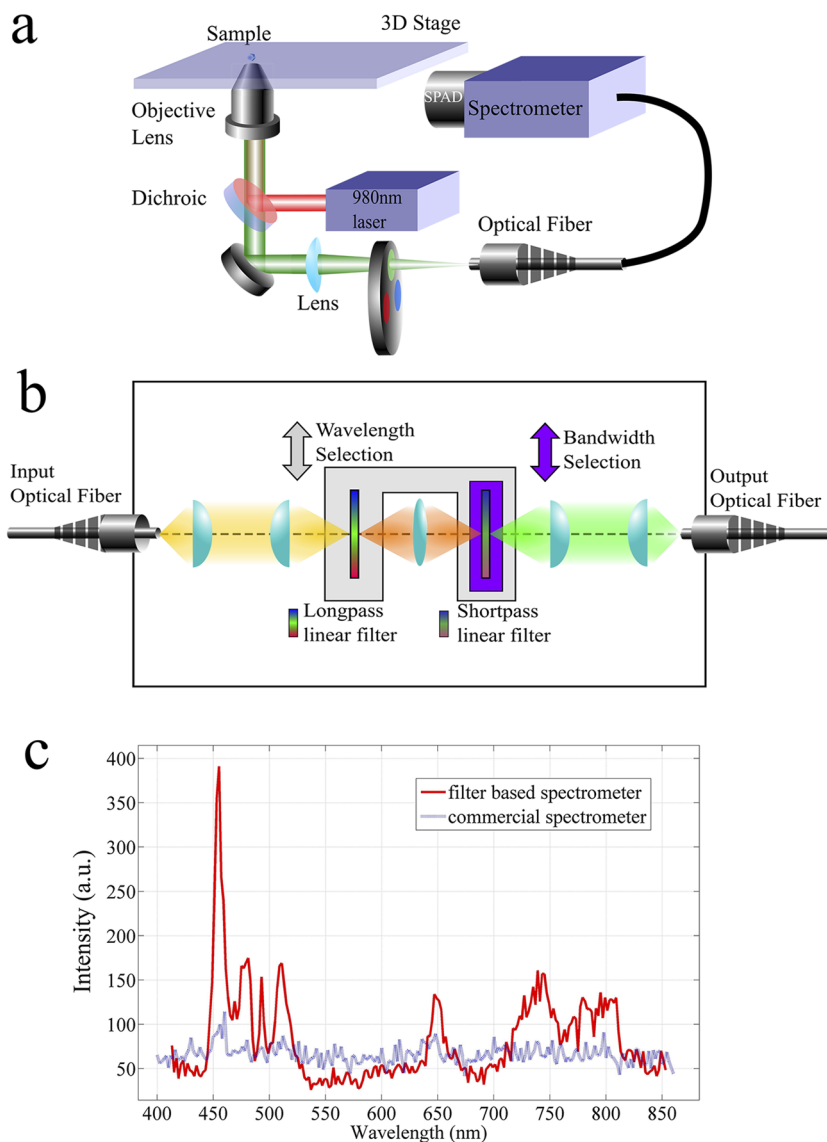 a
Sample
3D Stage
Objective
Lens
SPAD
Spectrometer
Dichroic
980nm
laser
Optical Fiber
Lens
b
Wavelength
Selection
Bandwidth
Selection
Input
Optical Fiber
Output
Optical Fiber
Longpass
linear filter
Shortpass
linear filter
c
400
350
300
250
200
150
100
50
Intensity (a.u.)
filter based spectrometer
commercial spectrometer
400 450 500 550 600 650 700 750 800 850
Wavelength (nm)